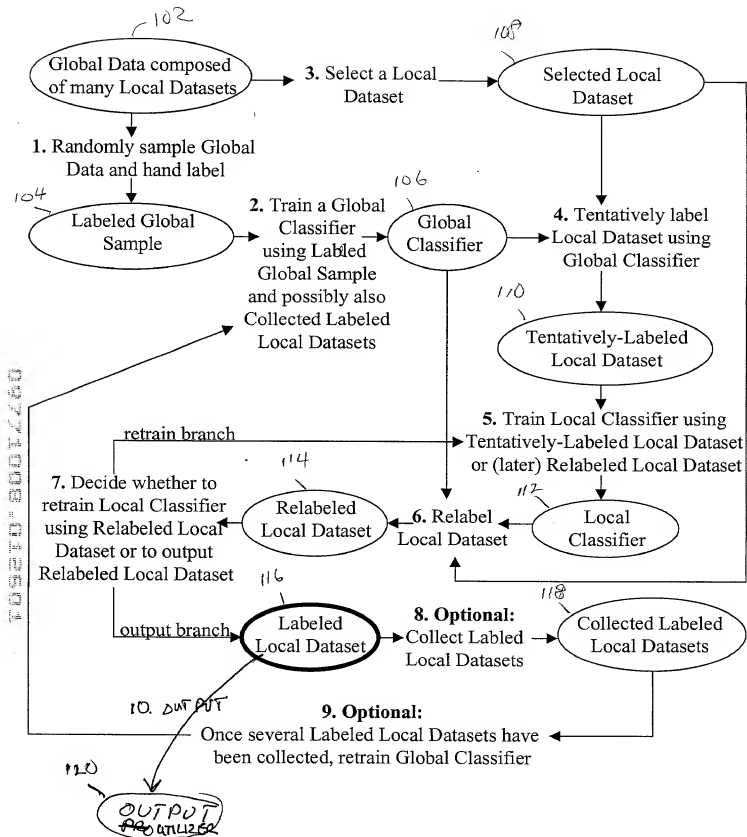 102
Global Data composed
of many Local Datasets
3. Select a Local
Dataset
108
Selected Local
Dataset
1. Randomly sample Global
Data and hand label
104
Labeled Global
Sample
2. Train a Global
Classifier
using Labled
Global Sample
and possibly also
Collected Labeled
Local Datasets
106
Global
Classifier
4. Tentatively label
Local Dataset using
Global Classifier
110
Tentatively-Labeled
Local Dataset
5. Train Local Classifier using
Tentatively-Labeled Local Dataset
or (later) Relabeled Local Dataset
retrain branch
7. Decide whether to
retrain Local Classifier
using Relabeled Local
Dataset or to output
Relabeled Local Dataset
114
Relabeled
Local Dataset
6. Relabel
Local Dataset
112
Local
Classifier
output branch
116
Labeled
Local Dataset
8. Optional:
Collect Labled
Local Datasets
118
Collected Labeled
Local Datasets
10. OUTPUT
9. Optional:
Once several Labeled Local Datasets have
been collected, retrain Global Classifier
120
OUTPUT
UTILIZER